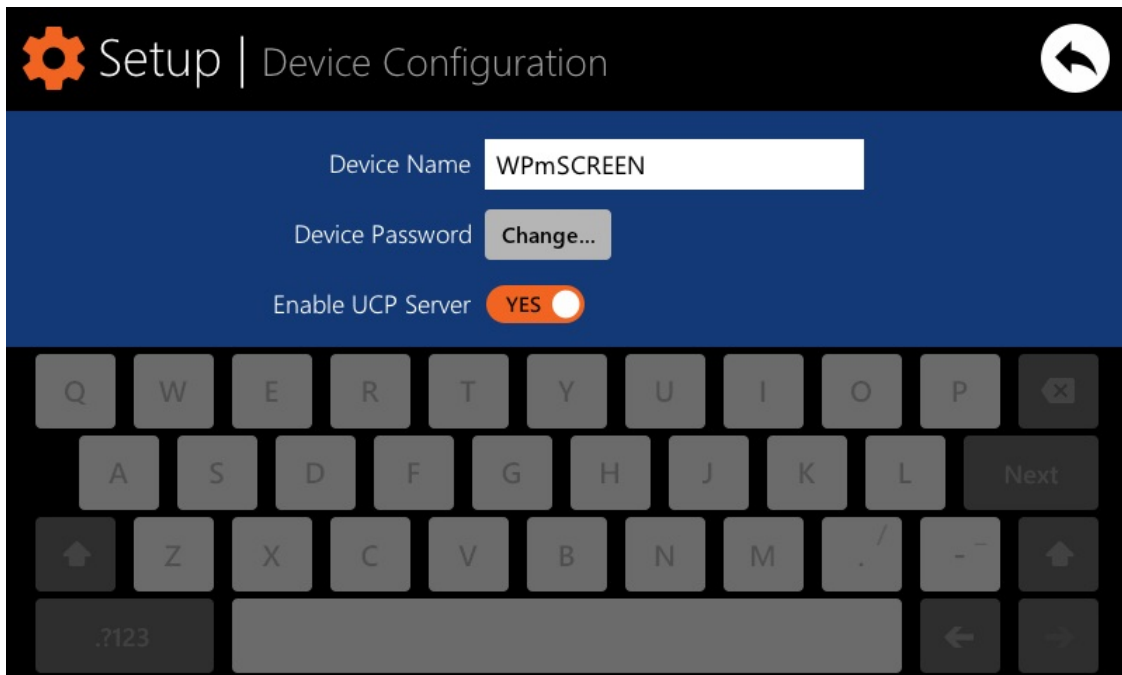 Setup | Device Configuration
Device Name WPmSCREEN
Device Password Change...
Enable UCP Server YES
Q W E R T Y U I O P
A S D F G H J K L Next
Z X C V B N M . / - _
.?123